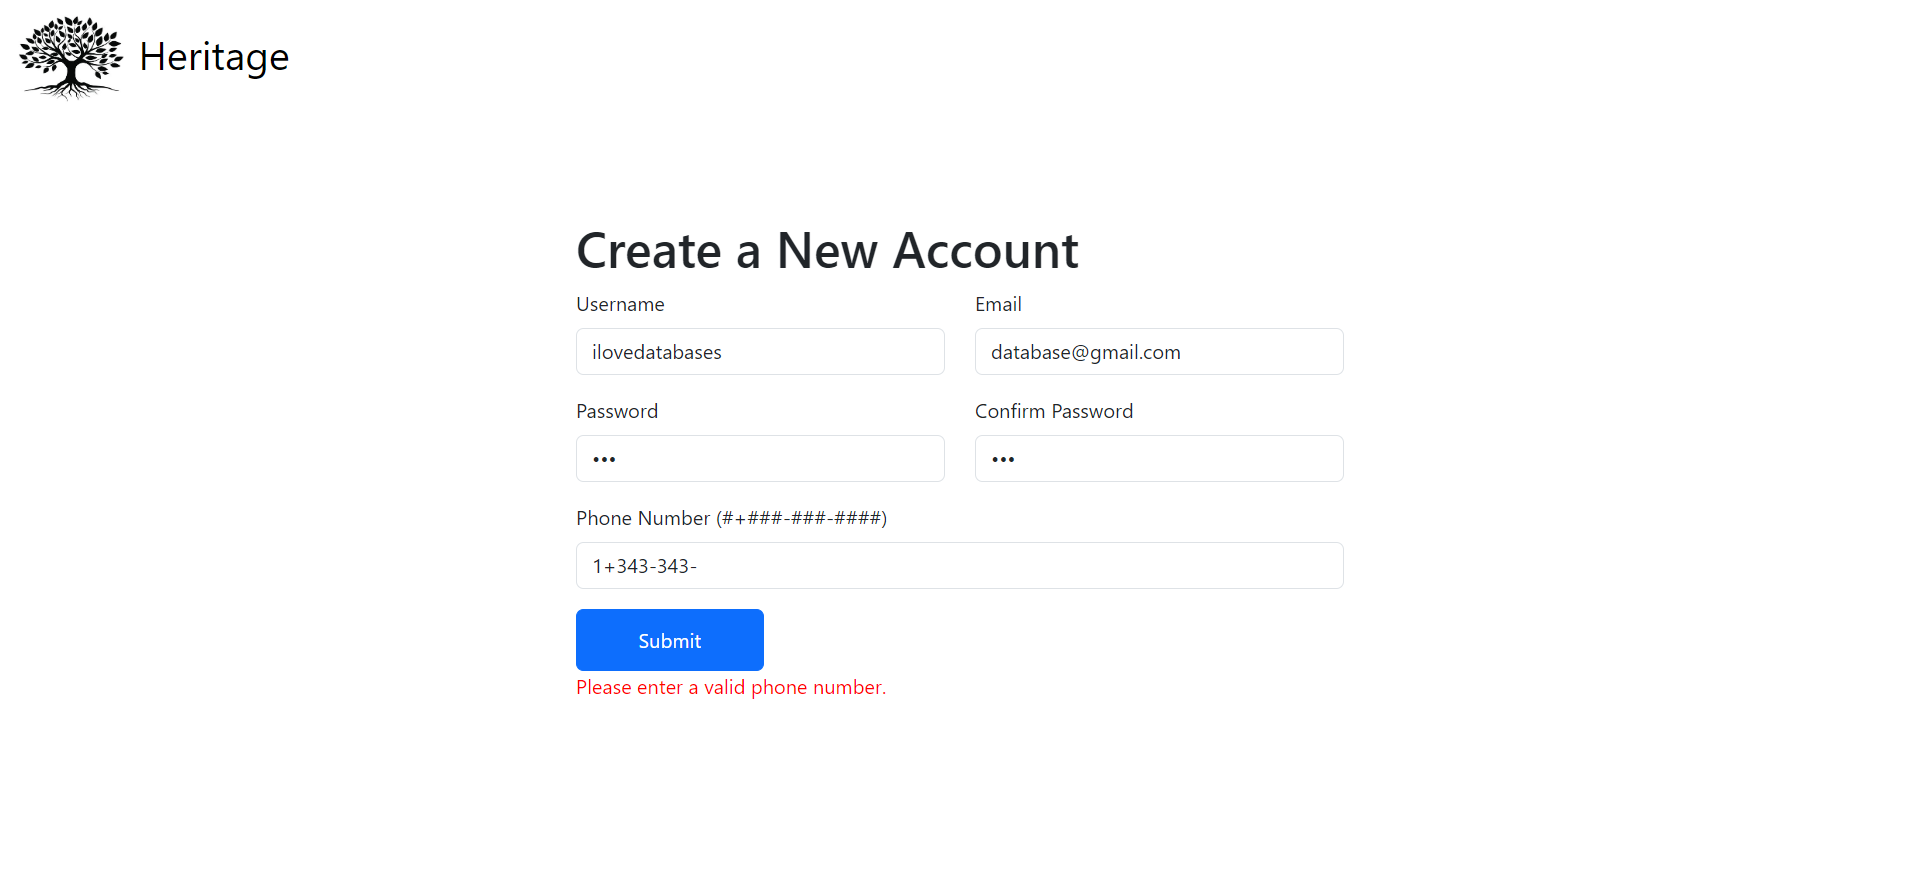 Heritage
Create a New Account
Username Email
ilovedatabases database@gmail.com
Password Confirm Password
••• •••
Phone Number (#+###-###-####)
1+343-343-
Submit
Please enter a valid phone number.